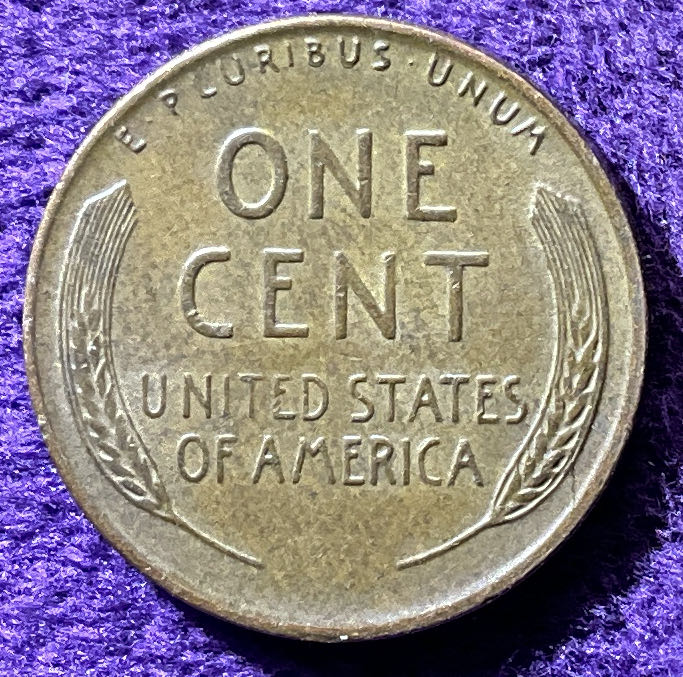 E·PLURIBUS·UNUM
ONE
CENT
UNITED STATES
OF AMERICA